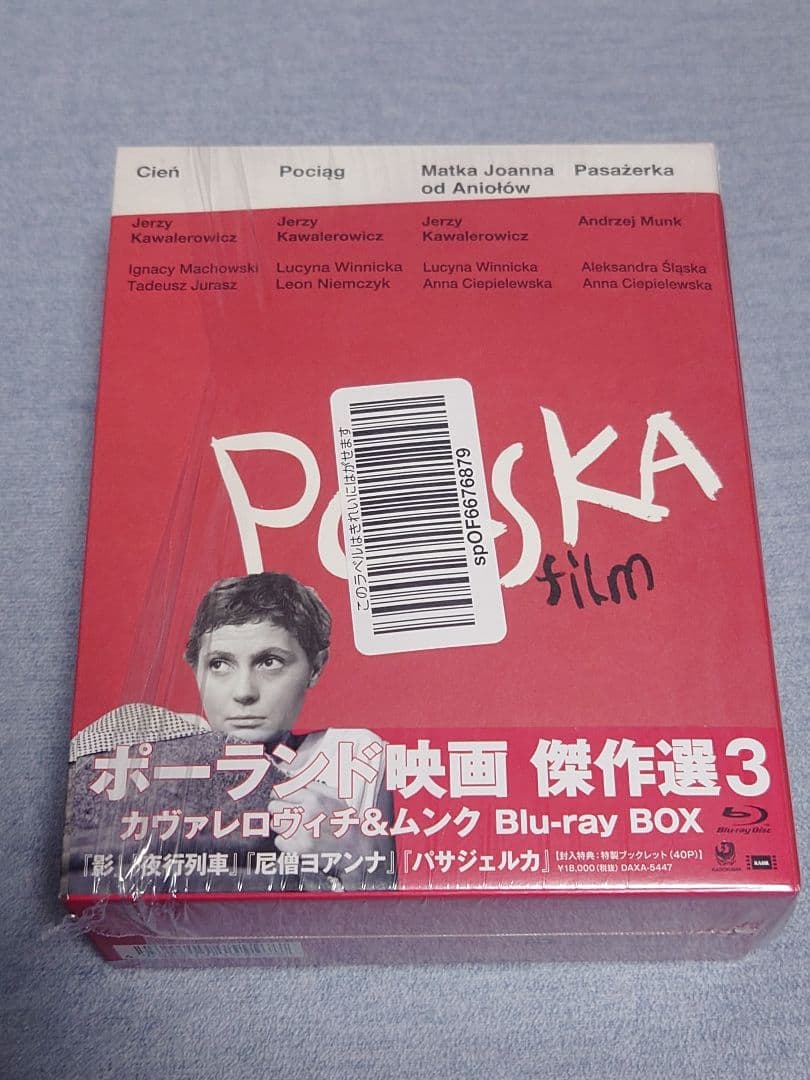 Cień
Pociąg
Matka Joanna
od Aniołów
Pasażerka
Jerzy
Kawalerowicz
Jerzy
Kawalerowicz
Jerzy
Kawalerowicz
Andrzej Munk
Ignacy Machowski
Tadeusz Jurasz
Lucyna Winnicka
Leon Niemczyk
Lucyna Winnicka
Anna Ciepielewska
Aleksandra Śląska
Anna Ciepielewska
このラベルはきれいにはがせます
spOF6676879
film
ポーランド映画 傑作選3
カヴァレロヴィチ&ムンク Blu-ray BOX
Blu-ray Disc
『影』『夜行列車』『尼僧ヨアンナ』『パサジェルカ』
【封入特典:特製ブックレット(40P)】
¥18,000(税抜) DAXA-5447
KADOKAWA
KADR